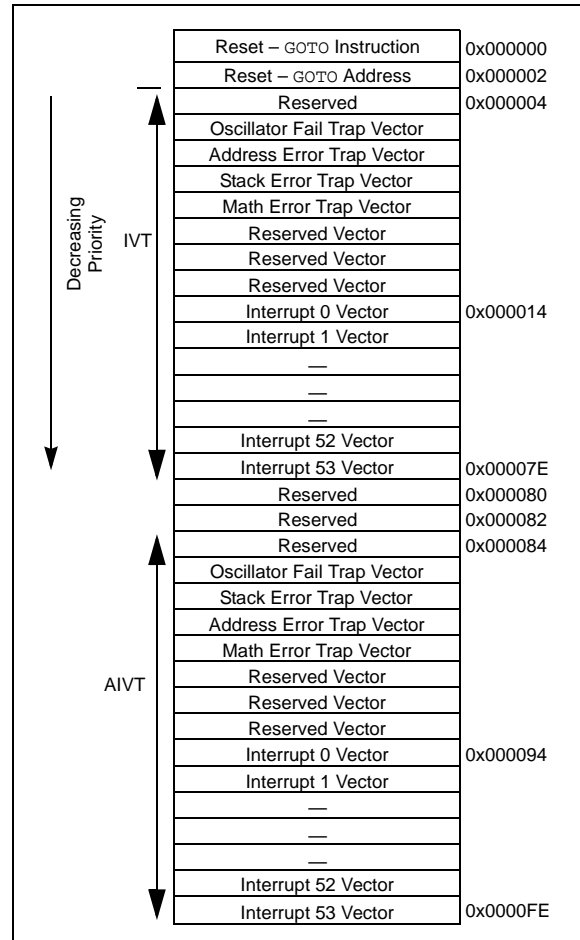 Reset – GOTO Instruction 0x000000
Reset – GOTO Address 0x000002
Reserved 0x000004
Oscillator Fail Trap Vector
Address Error Trap Vector
Stack Error Trap Vector
Math Error Trap Vector
Decreasing
Priority
IVT
Reserved Vector
Reserved Vector
Reserved Vector
Interrupt 0 Vector 0x000014
Interrupt 1 Vector
—
—
—
Interrupt 52 Vector
Interrupt 53 Vector 0x00007E
Reserved 0x000080
Reserved 0x000082
Reserved 0x000084
Oscillator Fail Trap Vector
Stack Error Trap Vector
Address Error Trap Vector
Math Error Trap Vector
AIVT
Reserved Vector
Reserved Vector
Reserved Vector
Interrupt 0 Vector 0x000094
Interrupt 1 Vector
—
—
—
Interrupt 52 Vector
Interrupt 53 Vector 0x0000FE